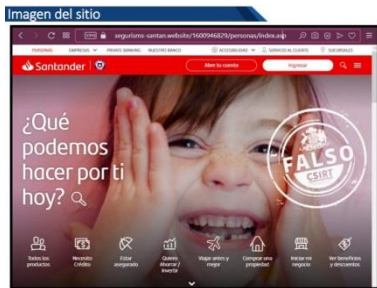 Imagen del sitio
VPN segurisms-santan.website/1600946829/personas/index.asp
PERSONAS EMPRESAS PRIVATE BANKING NUESTRO BANCO ACCESIBILIDAD SERVICIO AL CLIENTE SUCURSALES
Santander Abre tu cuenta Ingresar
¿Qué
podemos
hacer por ti
hoy?
FALSO
CSIRT
Todos los productos Necesito Crédito Estar asegurado Quiero Ahorrar / Invertir Viajar antes y mejor Comprar una propiedad Iniciar mi negocio Ver beneficios y descuentos